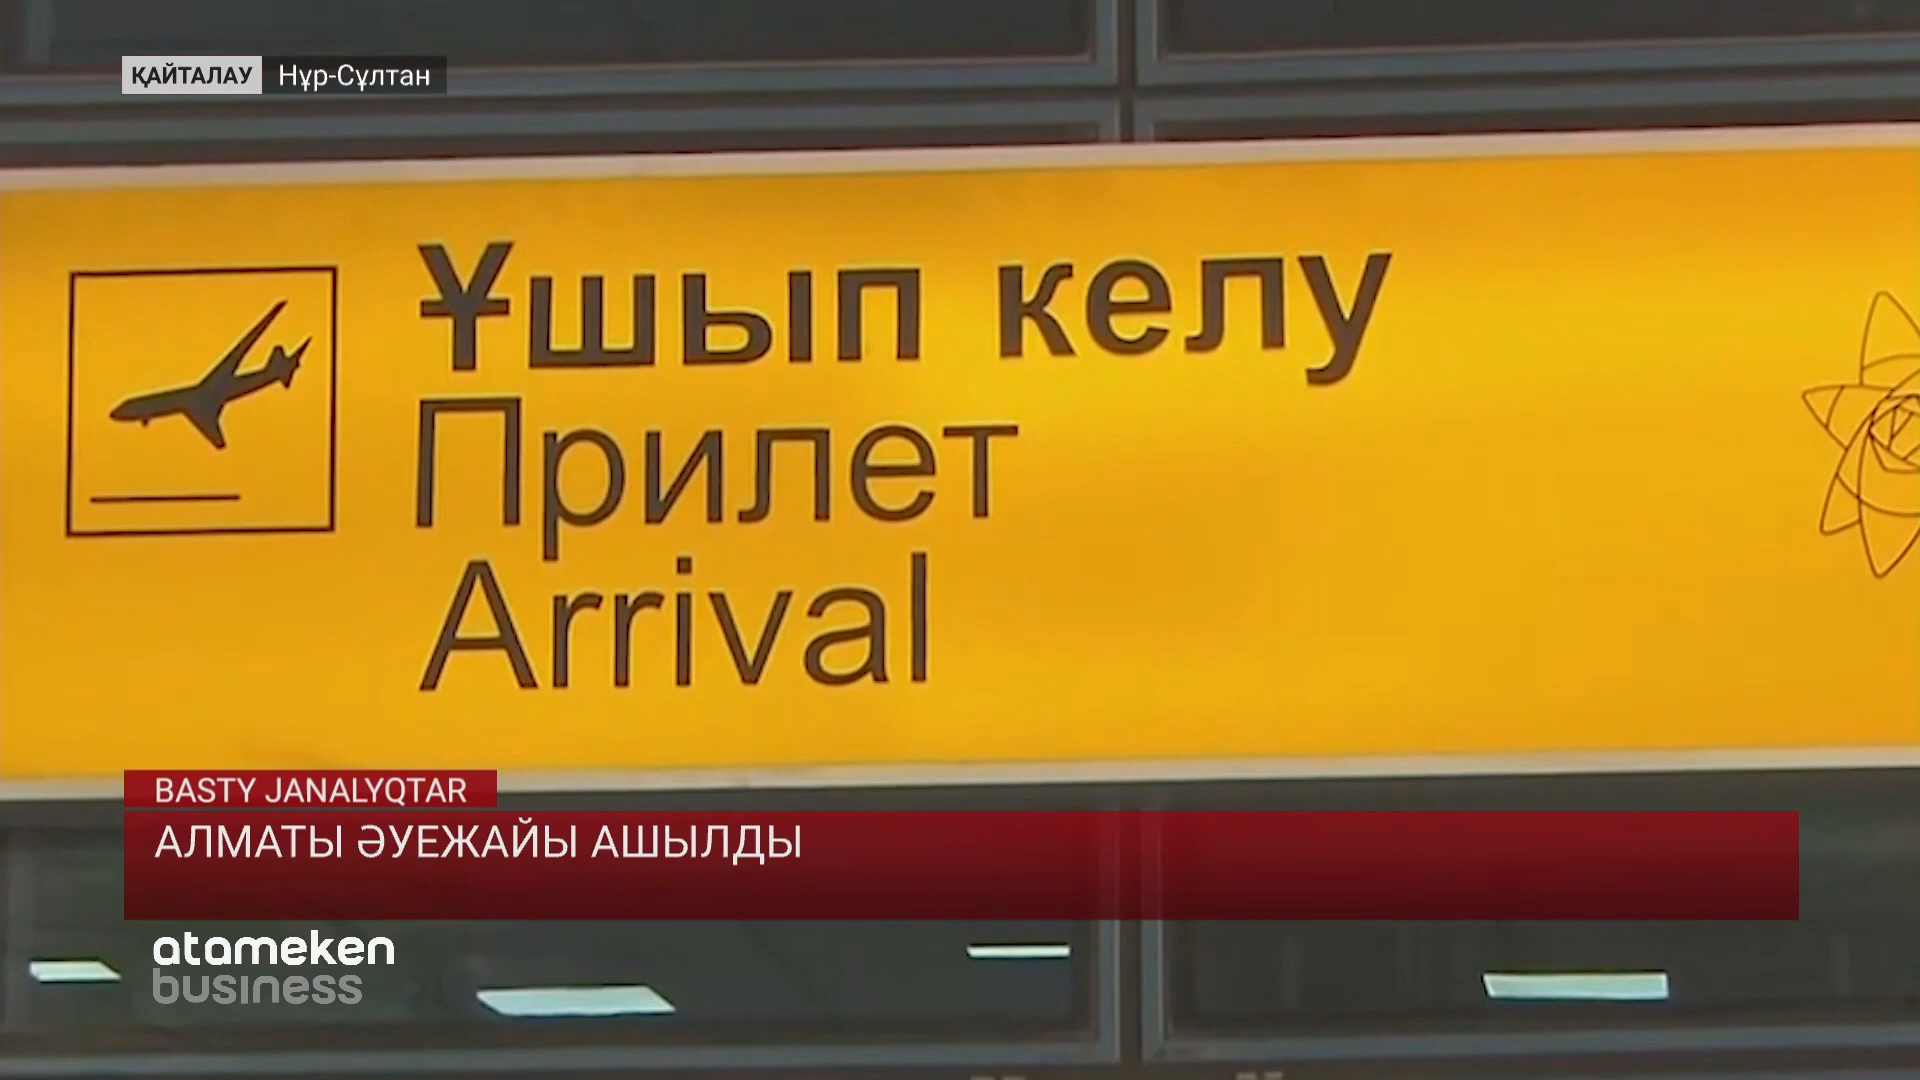 ҚАЙТАЛАУ Нұр-Сұлтан
Ұшып келу
Прилет
Arrival
BASTY JANALYQTAR
АЛМАТЫ ӘУЕЖАЙЫ АШЫЛДЫ
atameken
business